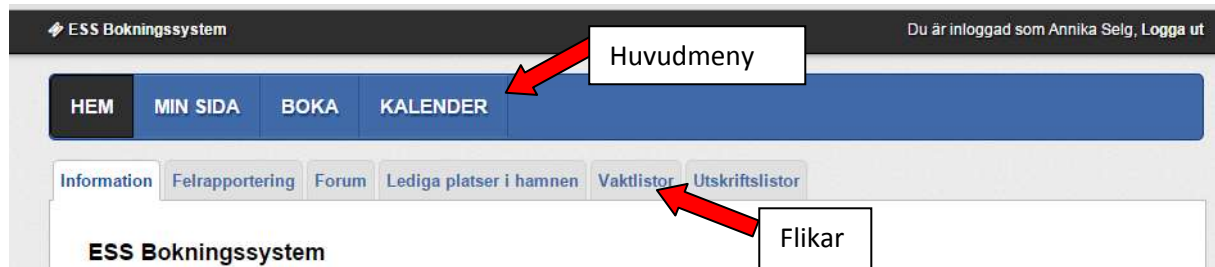 ESS Bokningssystem
Du är inloggad som Annika Selg, Logga ut
Huvudmeny
HEM MIN SIDA BOKA KALENDER
Information Felrapportering Forum Lediga platser i hamnen Vaktlistor Utskriftslistor
Flikar
ESS Bokningssystem